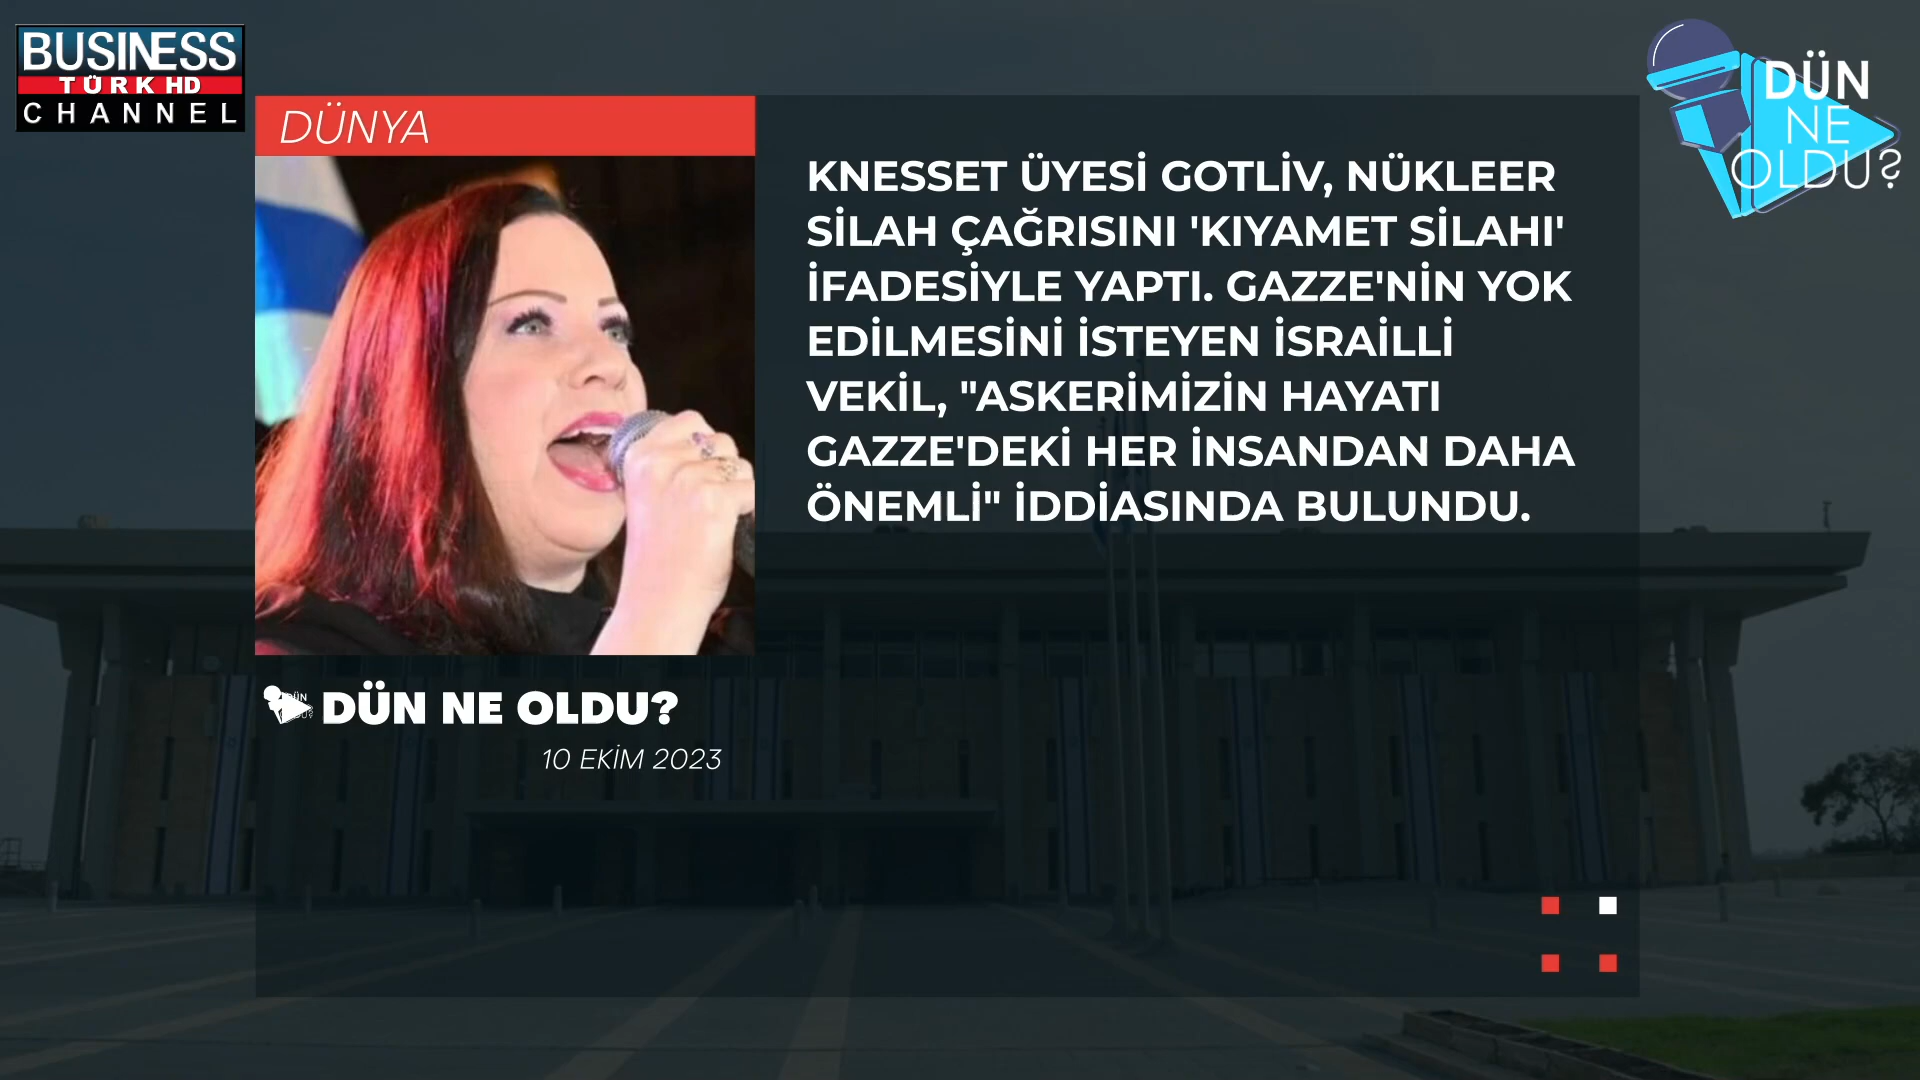 BUSINESS
TÜRK HD
CHANNEL
DÜN
NE
OLDU?
DÜNYA
KNESSET ÜYESİ GOTLİV, NÜKLEER
SİLAH ÇAĞRISINI 'KIYAMET SİLAHI'
İFADESİYLE YAPTI. GAZZE'NİN YOK
EDİLMESİNİ İSTEYEN İSRAİLLİ
VEKİL, "ASKERİMİZİN HAYATI
GAZZE'DEKİ HER İNSANDAN DAHA
ÖNEMLİ" İDDİASINDA BULUNDU.
DÜN NE OLDU?
10 EKİM 2023